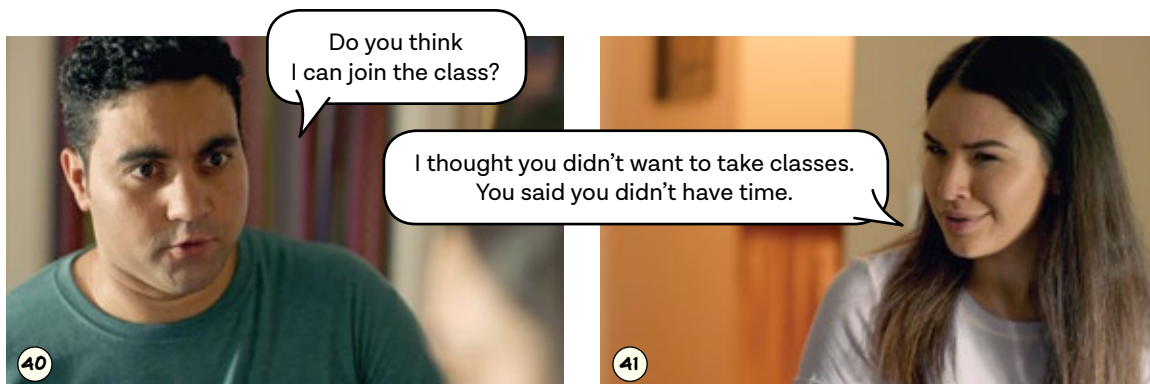 Do you think
I can join the class?
I thought you didn’t want to take classes.
You said you didn’t have time.
40
41